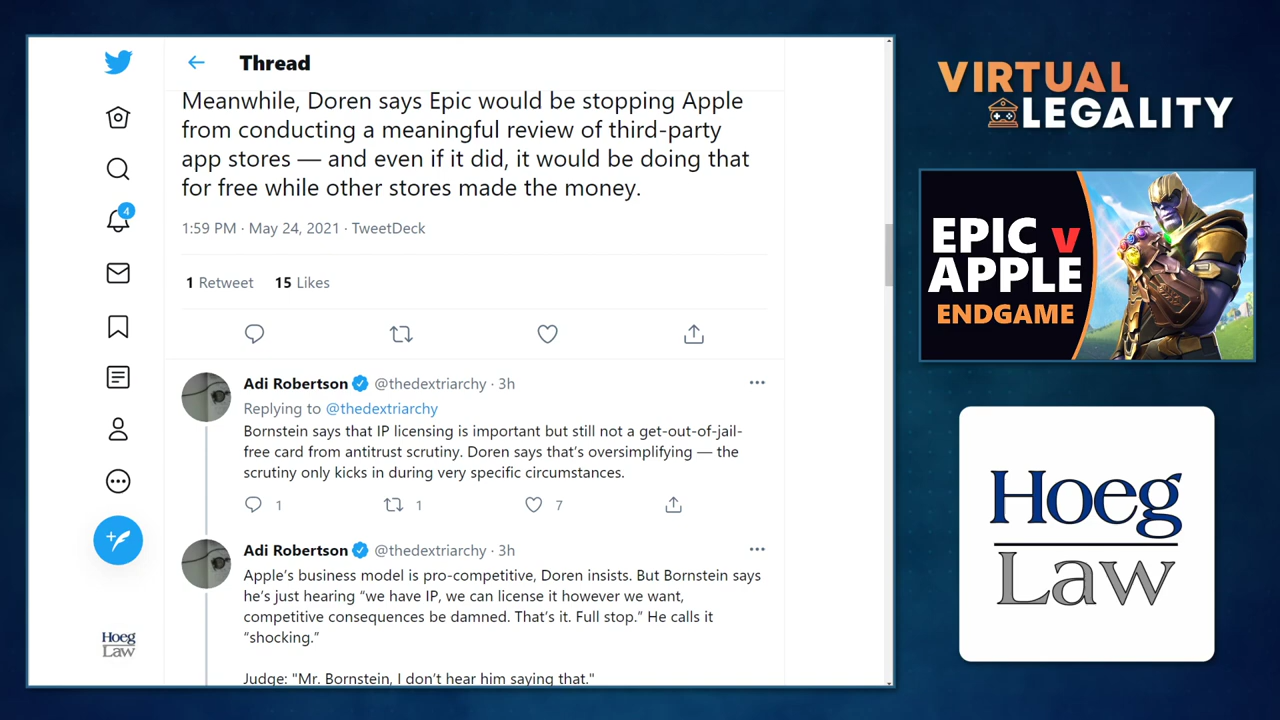 Thread
Meanwhile, Doren says Epic would be stopping Apple
from conducting a meaningful review of third-party
app stores — and even if it did, it would be doing that
for free while other stores made the money.
1:59 PM · May 24, 2021 · TweetDeck
1 Retweet 15 Likes
Adi Robertson @thedextriarchy · 3h
Replying to @thedextriarchy
Bornstein says that IP licensing is important but still not a get-out-of-jail-
free card from antitrust scrutiny. Doren says that's oversimplifying — the
scrutiny only kicks in during very specific circumstances.
1 1 7
Adi Robertson @thedextriarchy · 3h
Apple's business model is pro-competitive, Doren insists. But Bornstein says
he's just hearing “we have IP, we can license it however we want,
competitive consequences be damned. That's it. Full stop.” He calls it
“shocking.”
Judge: "Mr. Bornstein, I don't hear him saying that."
4
Hoeg
Law
VIRTUAL
LEGALITY
EPIC v
APPLE
ENDGAME
Hoeg
Law